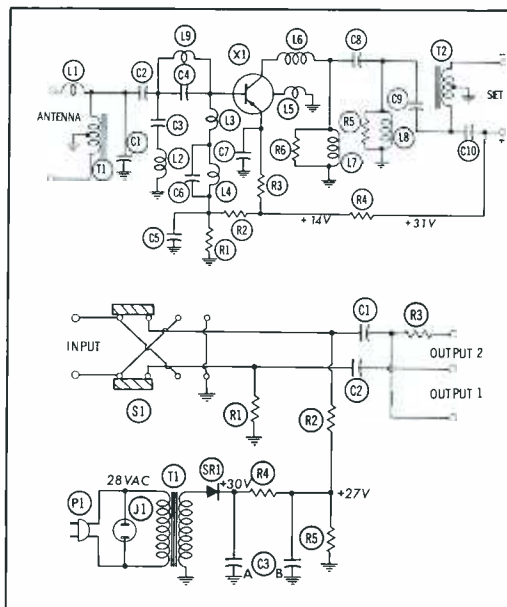 L9
L6
C8
T2
X1
C2
C4
L1
L5
C9
SET
ANTENNA
C3
L3
R5
L8
C10
C1
C7
R6
L7
T1
L2
C6
L4
R3
+14V
R4
+31V
R2
C5
R1
C1
R3
INPUT
OUTPUT 2
C2
OUTPUT 1
S1
R1
R2
28VAC
T1
SR1
+30V
R4
+27V
P1
J1
R5
A
C3
B